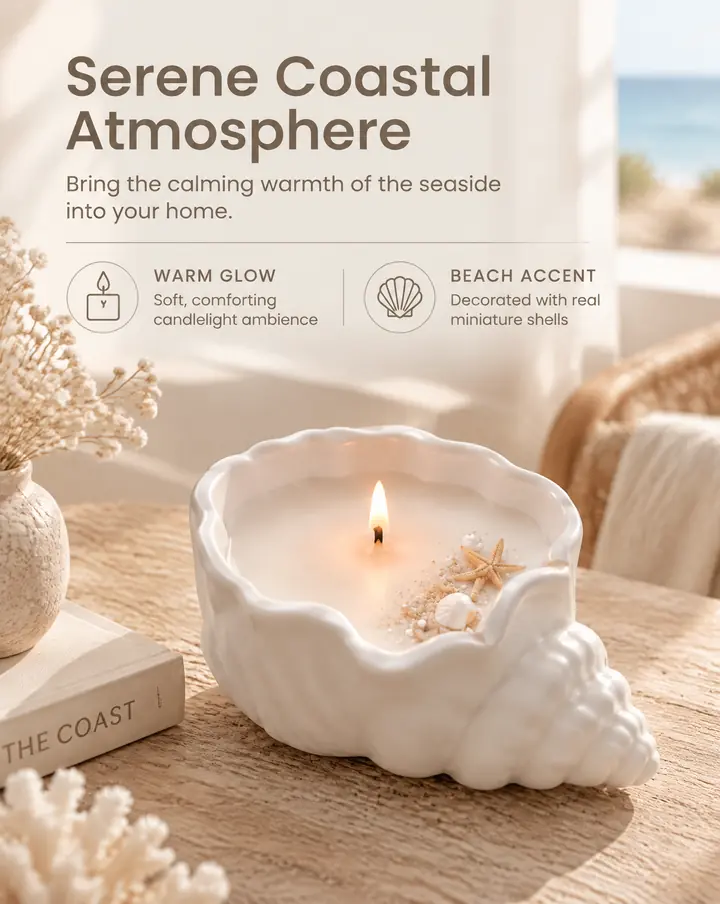 Serene Coastal
Atmosphere
Bring the calming warmth of the seaside
into your home.
WARM GLOW
Soft, comforting
candlelight ambience
BEACH ACCENT
Decorated with real
miniature shells
THE COAST